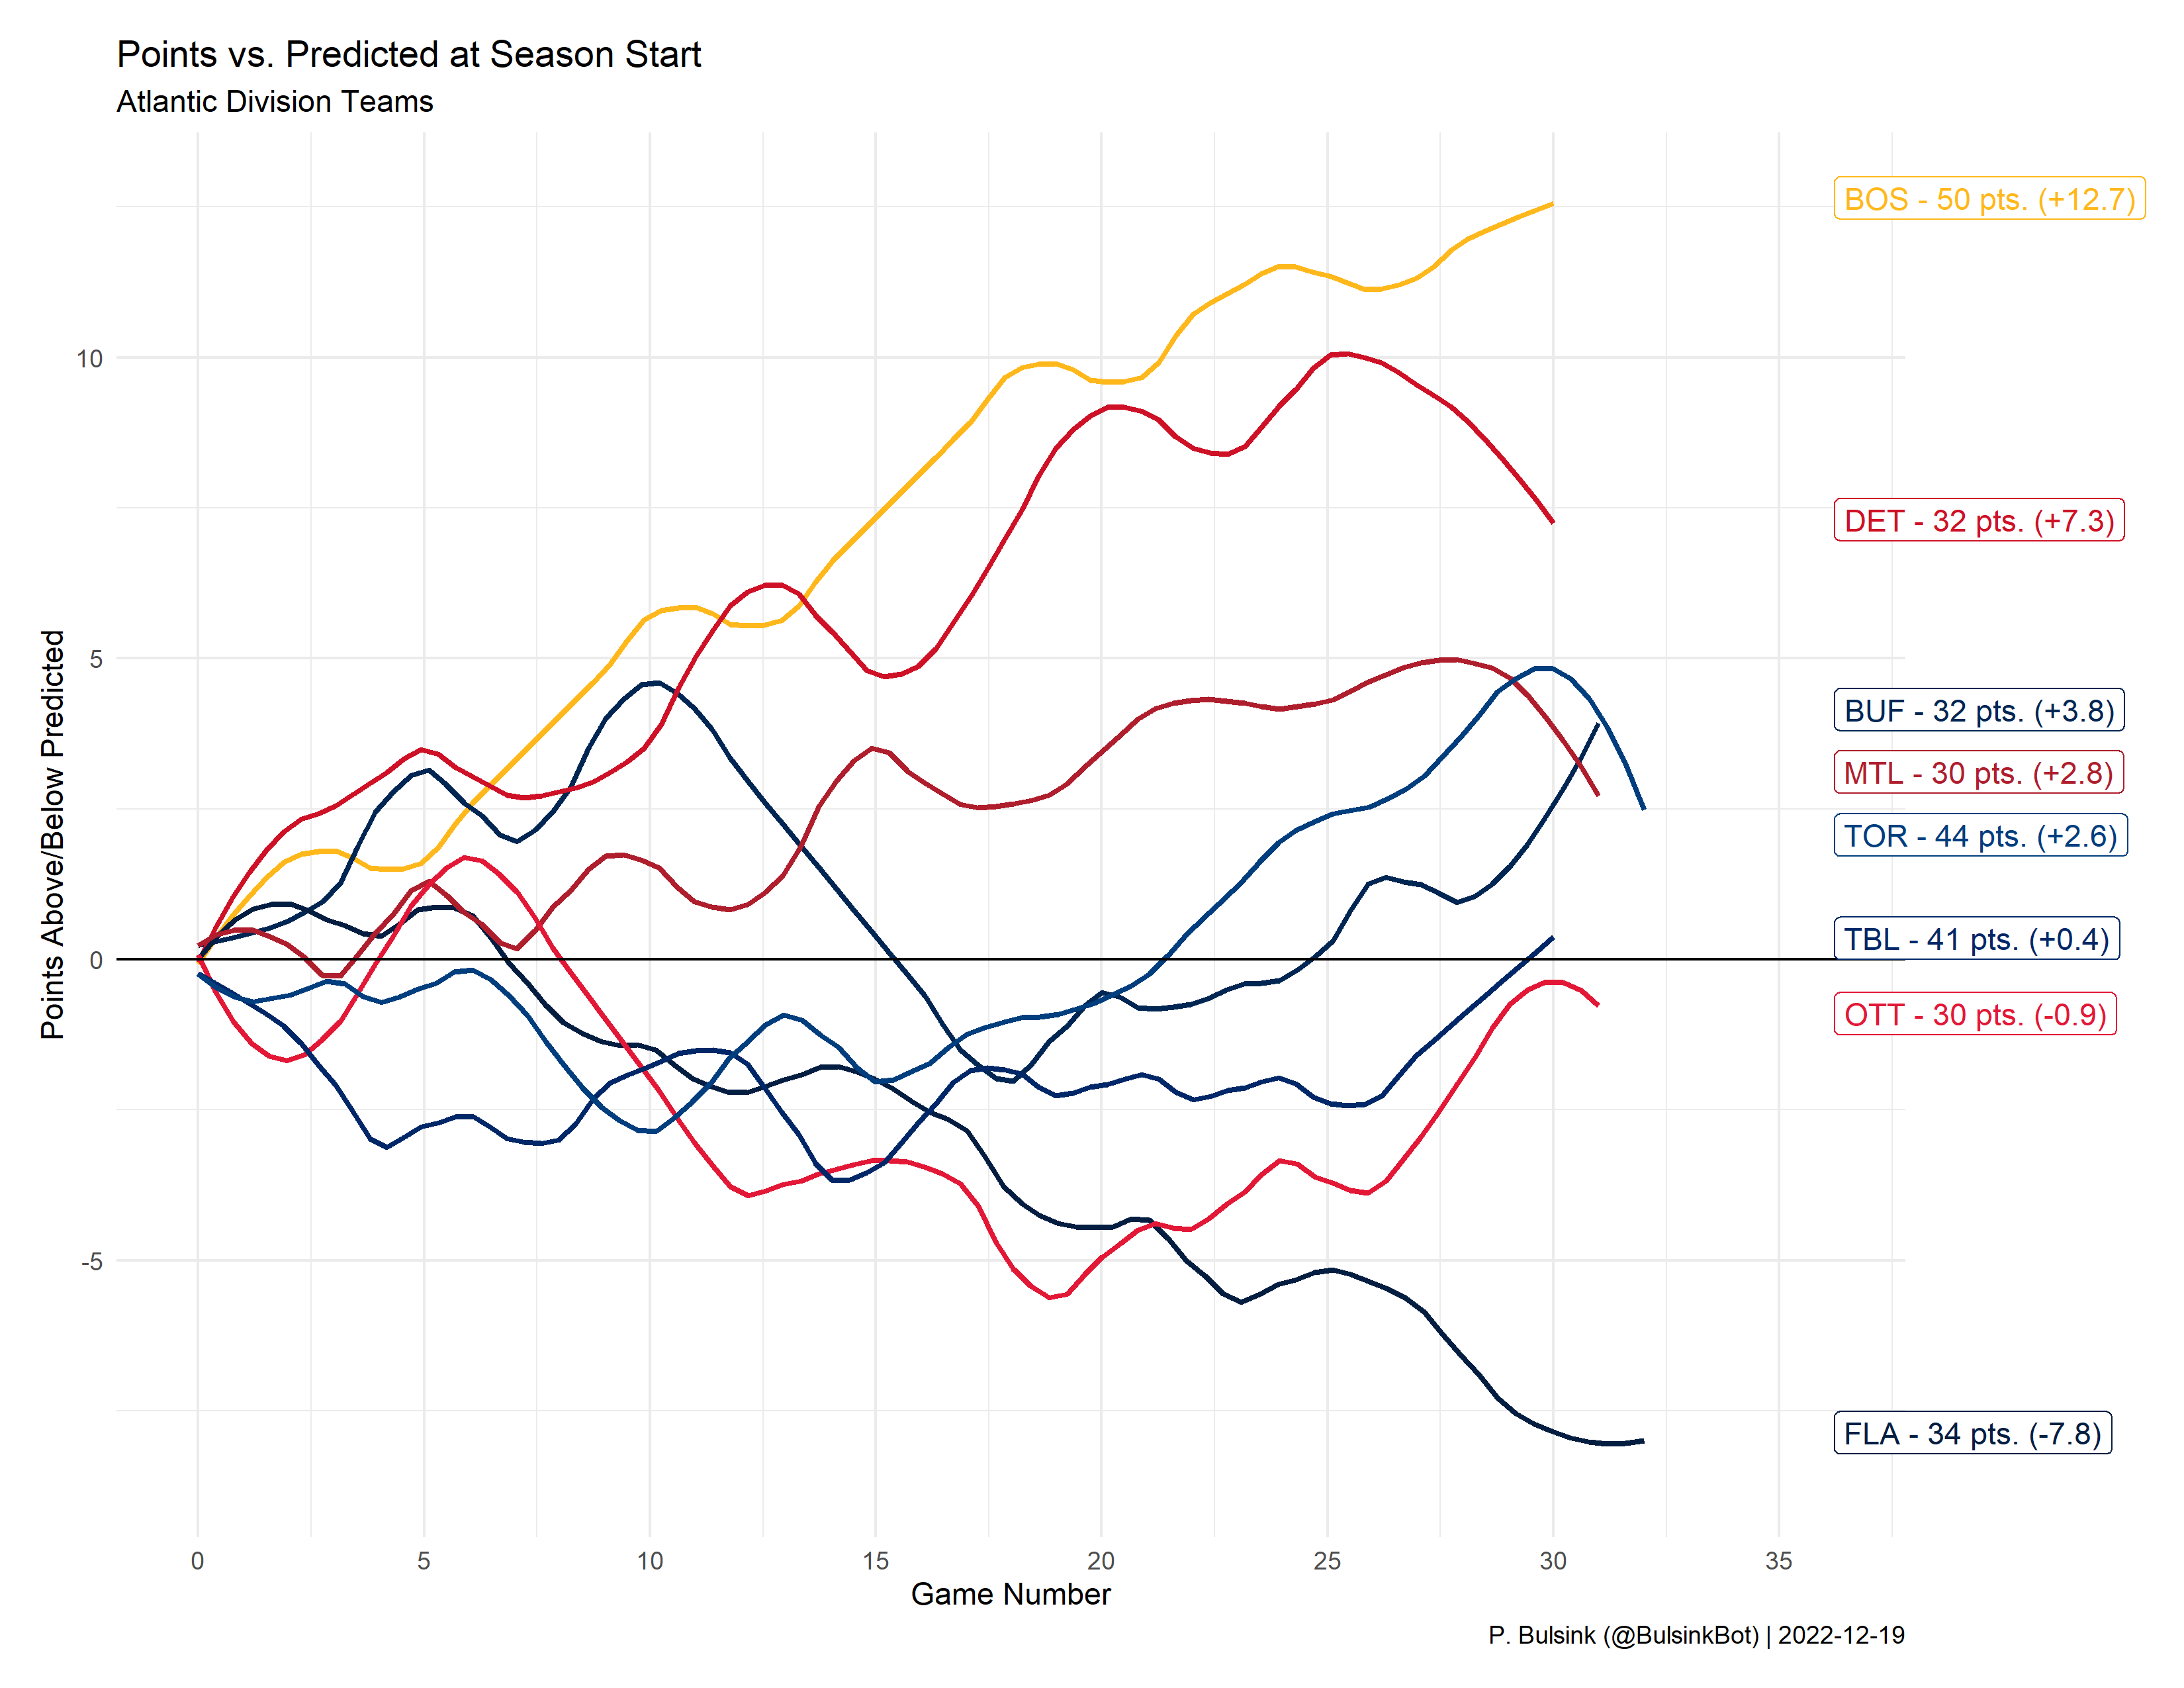 Points vs. Predicted at Season Start
Atlantic Division Teams
Points Above/Below Predicted
10
5
0
-5
BOS - 50 pts. (+12.7)
DET - 32 pts. (+7.3)
BUF - 32 pts. (+3.8)
MTL - 30 pts. (+2.8)
TOR - 44 pts. (+2.6)
TBL - 41 pts. (+0.4)
OTT - 30 pts. (-0.9)
FLA - 34 pts. (-7.8)
0 5 10 15 20 25 30 35
Game Number
P. Bulsink (@BulsinkBot) | 2022-12-19